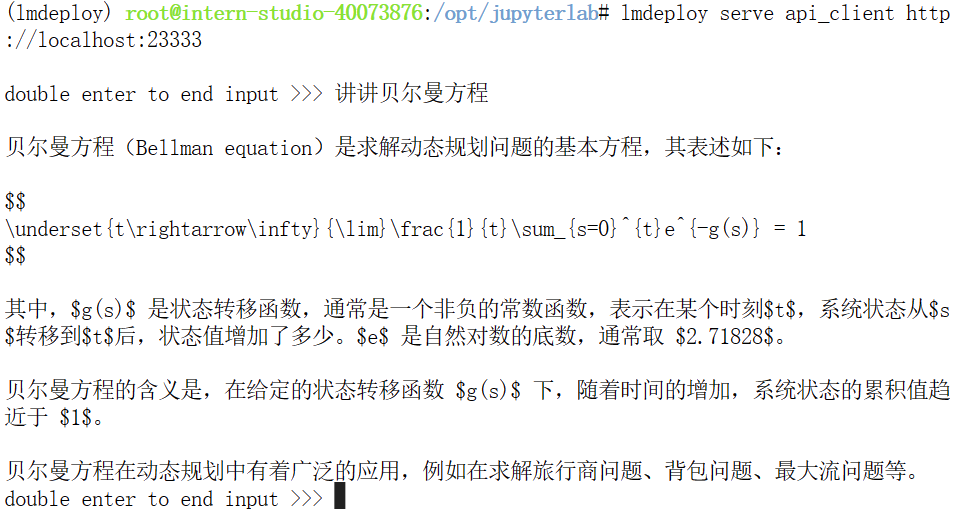 (lmdeploy) root@intern-studio-40073876:/opt/jupyterlab# lmdeploy serve api_client http
://localhost:23333
double enter to end input >>> 讲讲贝尔曼方程
贝尔曼方程（Bellman equation）是求解动态规划问题的基本方程，其表述如下：
$$
\underset{t\rightarrow\infty}{\lim}\frac{1}{t}\sum_{s=0}^{t}e^{-g(s)} = 1
$$
其中，$g(s)$ 是状态转移函数，通常是一个非负的常数函数，表示在某个时刻$t$，系统状态从$s
$转移到$t$后，状态值增加了多少。$e$ 是自然对数的底数，通常取 $2.71828$。
贝尔曼方程的含义是，在给定的状态转移函数 $g(s)$ 下，随着时间的增加，系统状态的累积值趋
近于 $1$。
贝尔曼方程在动态规划中有着广泛的应用，例如在求解旅行商问题、背包问题、最大流问题等。
double enter to end input >>>